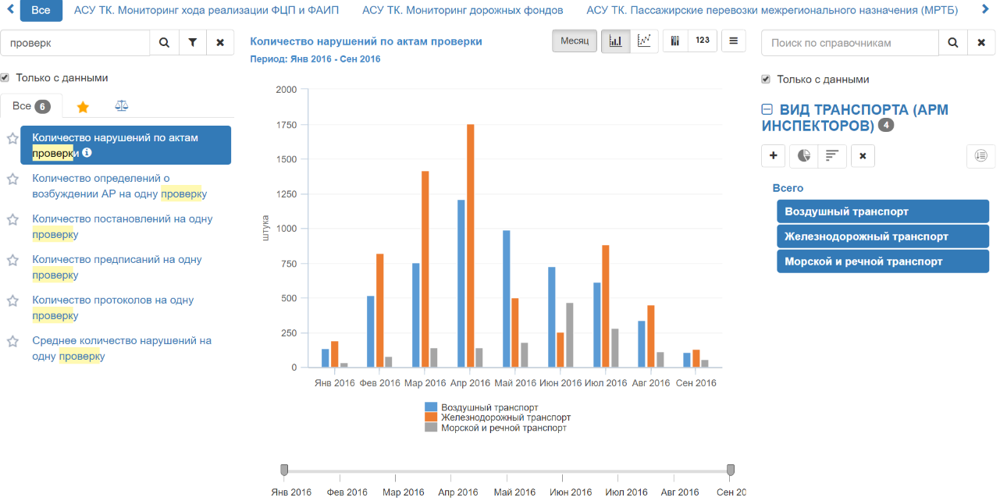 Все
АСУ ТК. Мониторинг хода реализации ФЦП и ФАИП
АСУ ТК. Мониторинг дорожных фондов
АСУ ТК. Пассажирские перевозки межрегионального назначения (МРТБ)
проверк
Только с данными
Все 6
Количество нарушений по актам
проверки
Количество определений о
возбуждении АР на одну проверку
Количество постановлений на одну
проверку
Количество предписаний на одну
проверку
Количество протоколов на одну
проверку
Среднее количество нарушений на
одну проверку
Количество нарушений по актам проверки
Период: Янв 2016 - Сен 2016
Месяц
123
2000
1750
1500
1250
1000
750
500
250
0
штука
Янв 2016 Фев 2016 Мар 2016 Апр 2016 Май 2016 Июн 2016 Июл 2016 Авг 2016 Сен 2016
Воздушный транспорт
Железнодорожный транспорт
Морской и речной транспорт
Янв 2016 Фев 2016 Мар 2016 Апр 2016 Май 2016 Июн 2016 Июл 2016 Авг 2016 Сен 20
Поиск по справочникам
Только с данными
ВИД ТРАНСПОРТА (АРМ
ИНСПЕКТОРОВ) 4
Всего
Воздушный транспорт
Железнодорожный транспорт
Морской и речной транспорт